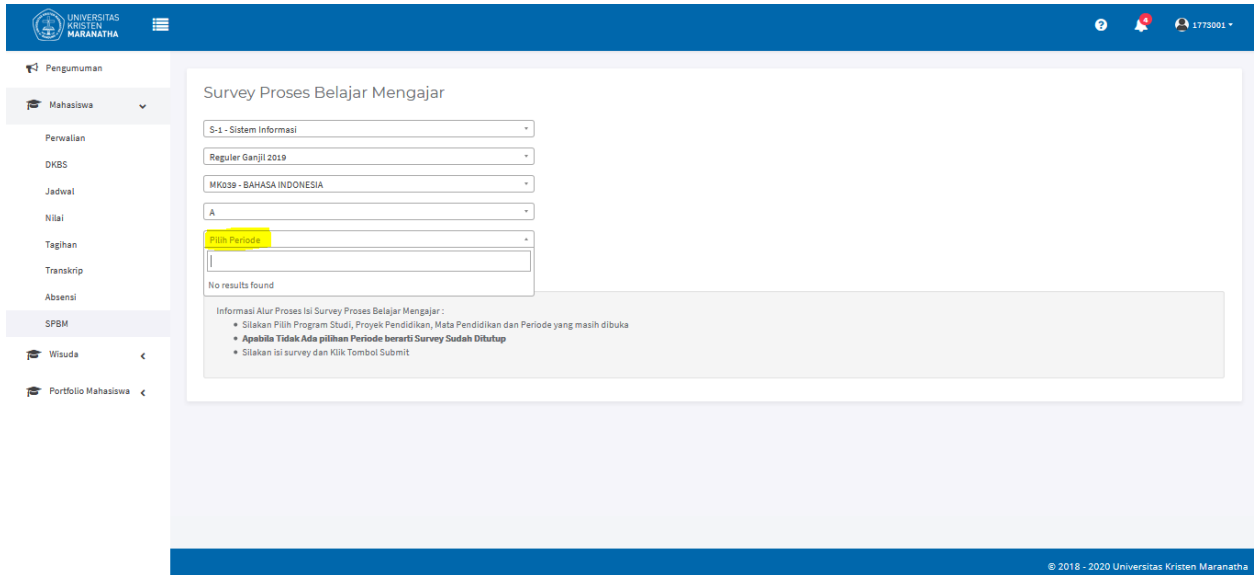 UNIVERSITAS
KRISTEN
MARANATHA
?
4
1773001
Pengumuman
Mahasiswa
Perwalian
DKBS
Jadwal
Nilai
Tagihan
Transkrip
Absensi
SPBM
Wisuda
Portfolio Mahasiswa
Survey Proses Belajar Mengajar
S-1 - Sistem Informasi
Reguler Ganjil 2019
MK039 - BAHASA INDONESIA
A
Pilih Periode
No results found
Informasi Alur Proses Isi Survey Proses Belajar Mengajar :
• Silakan Pilih Program Studi, Proyek Pendidikan, Mata Pendidikan dan Periode yang masih dibuka
• Apabila Tidak Ada pilihan Periode berarti Survey Sudah Ditutup
• Silakan isi survey dan Klik Tombol Submit
© 2018 - 2020 Universitas Kristen Maranatha